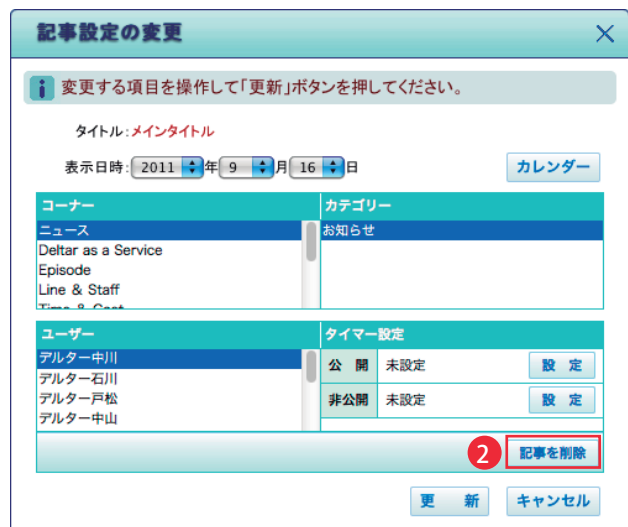 記事設定の変更
i 変更する項目を操作して「更新」ボタンを押してください。
タイトル:メインタイトル
表示日時: 2011 年 9 月 16 日 カレンダー
コーナー カテゴリー
ニュース お知らせ
Deltar as a Service
Episode
Line & Staff
Time & Cost
ユーザー タイマー設定
デルター中川 公 開 未設定 設 定
デルター石川
デルター戸松 非公開 未設定 設 定
デルター中山
2 記事を削除
更 新 キャンセル